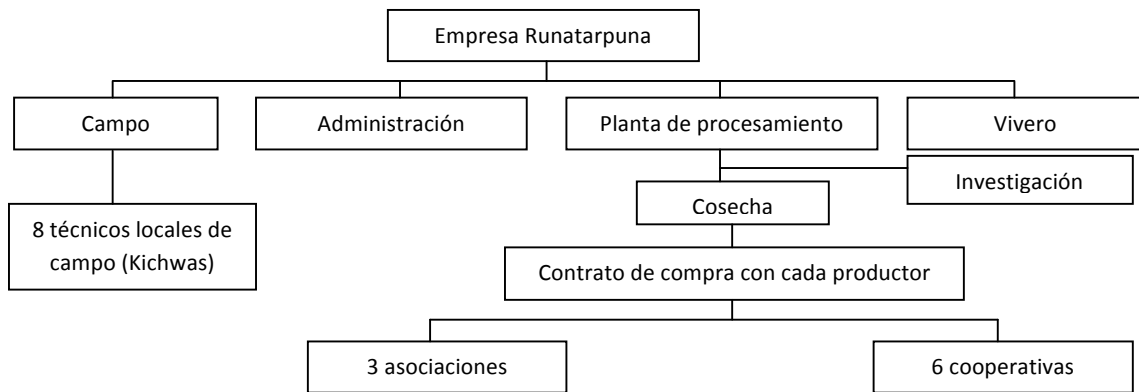 Empresa Runatarpuna
Campo
Administración
Planta de procesamiento
Vivero
Investigación
Cosecha
8 técnicos locales de
campo (Kichwas)
Contrato de compra con cada productor
3 asociaciones
6 cooperativas